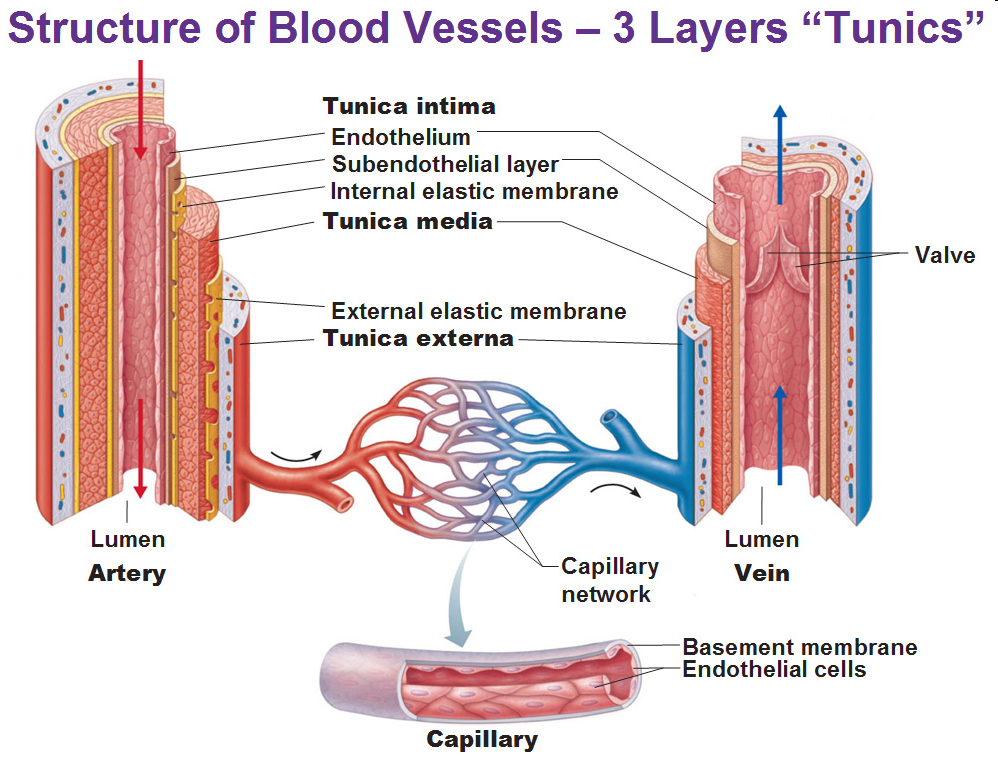 Structure of Blood Vessels – 3 Layers “Tunics”
Tunica intima
Endothelium
Subendothelial layer
Internal elastic membrane
Tunica media
Valve
External elastic membrane
Tunica externa
Lumen
Artery
Lumen
Vein
Capillary
network
Basement membrane
Endothelial cells
Capillary